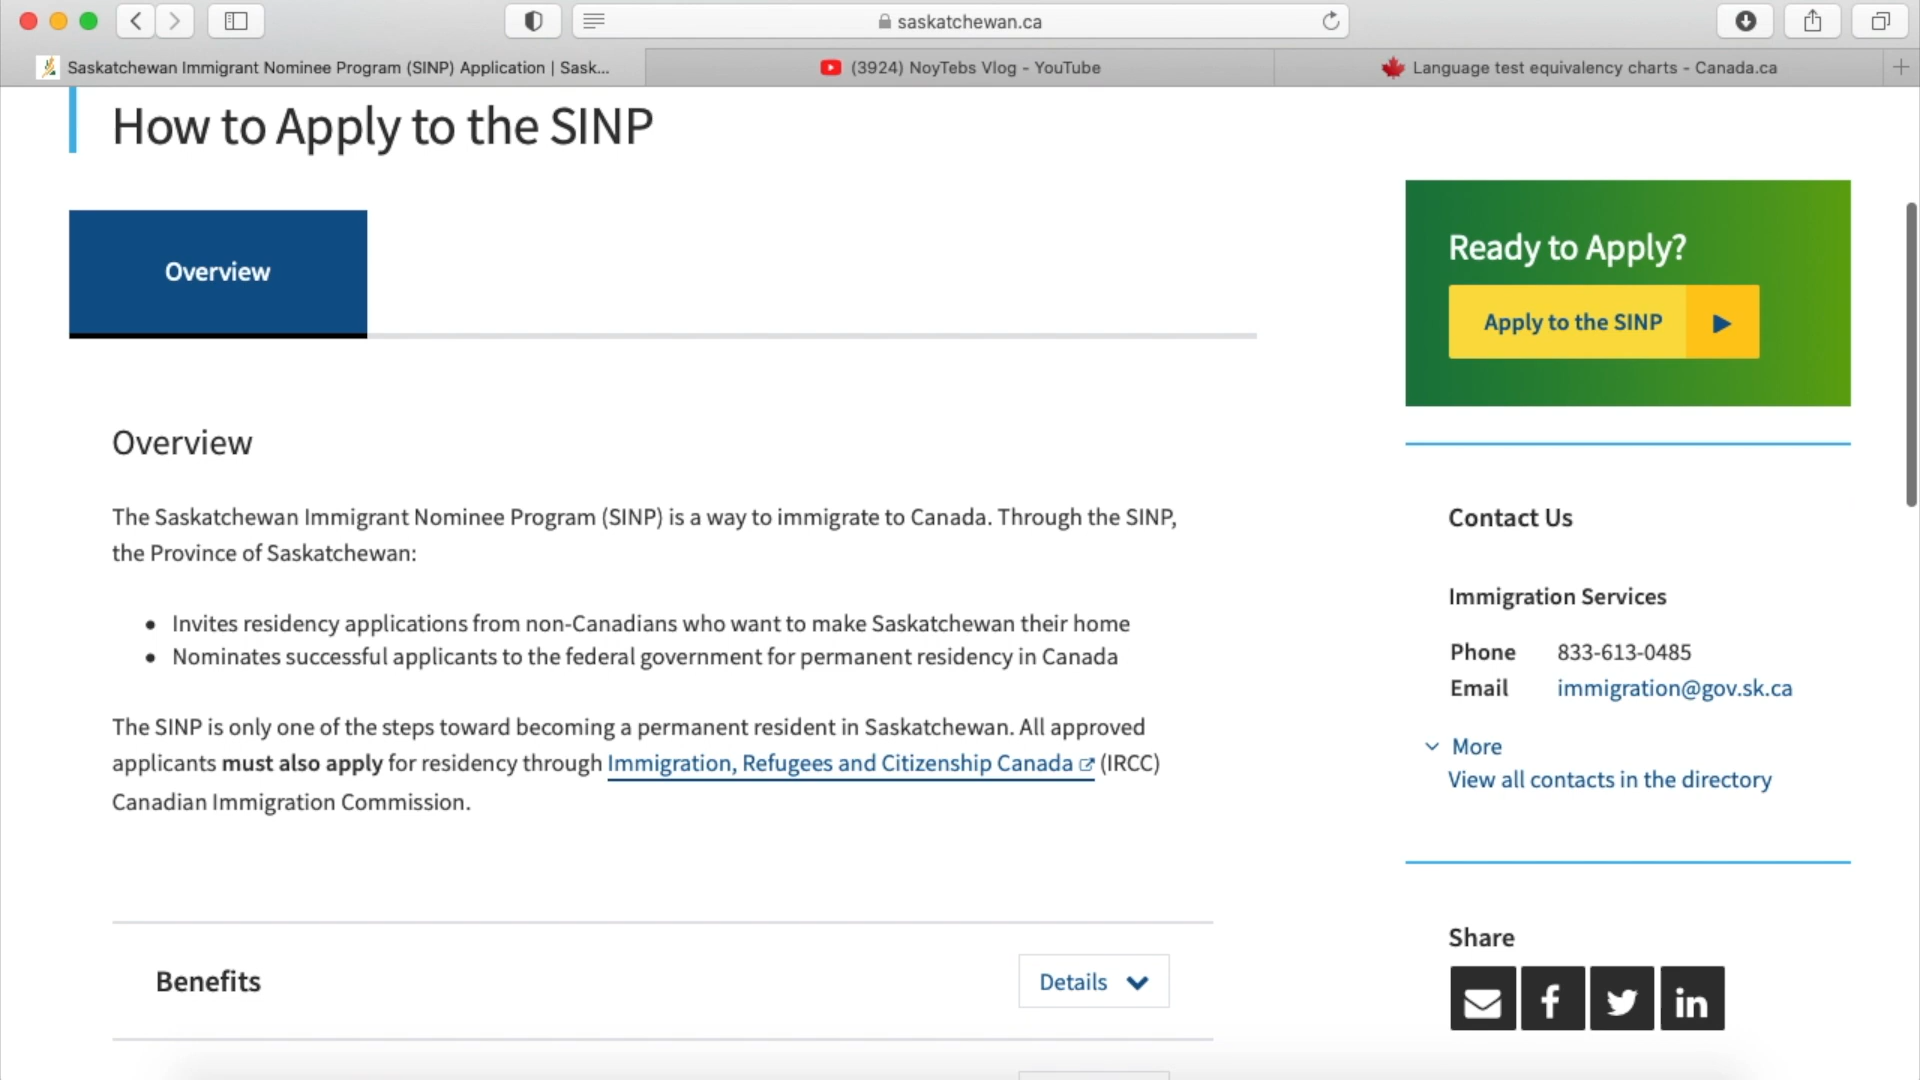 saskatchewan.ca
Saskatchewan Immigrant Nominee Program (SINP) Application | Sask...
(3924) NoyTebs Vlog - YouTube
Language test equivalency charts - Canada.ca
How to Apply to the SINP
Overview
Ready to Apply?
Apply to the SINP
Overview
The Saskatchewan Immigrant Nominee Program (SINP) is a way to immigrate to Canada. Through the SINP,
the Province of Saskatchewan:
• Invites residency applications from non-Canadians who want to make Saskatchewan their home
• Nominates successful applicants to the federal government for permanent residency in Canada
The SINP is only one of the steps toward becoming a permanent resident in Saskatchewan. All approved
applicants must also apply for residency through Immigration, Refugees and Citizenship Canada (IRCC)
Canadian Immigration Commission.
Benefits
Details
Contact Us
Immigration Services
Phone 833-613-0485
Email immigration@gov.sk.ca
More
View all contacts in the directory
Share